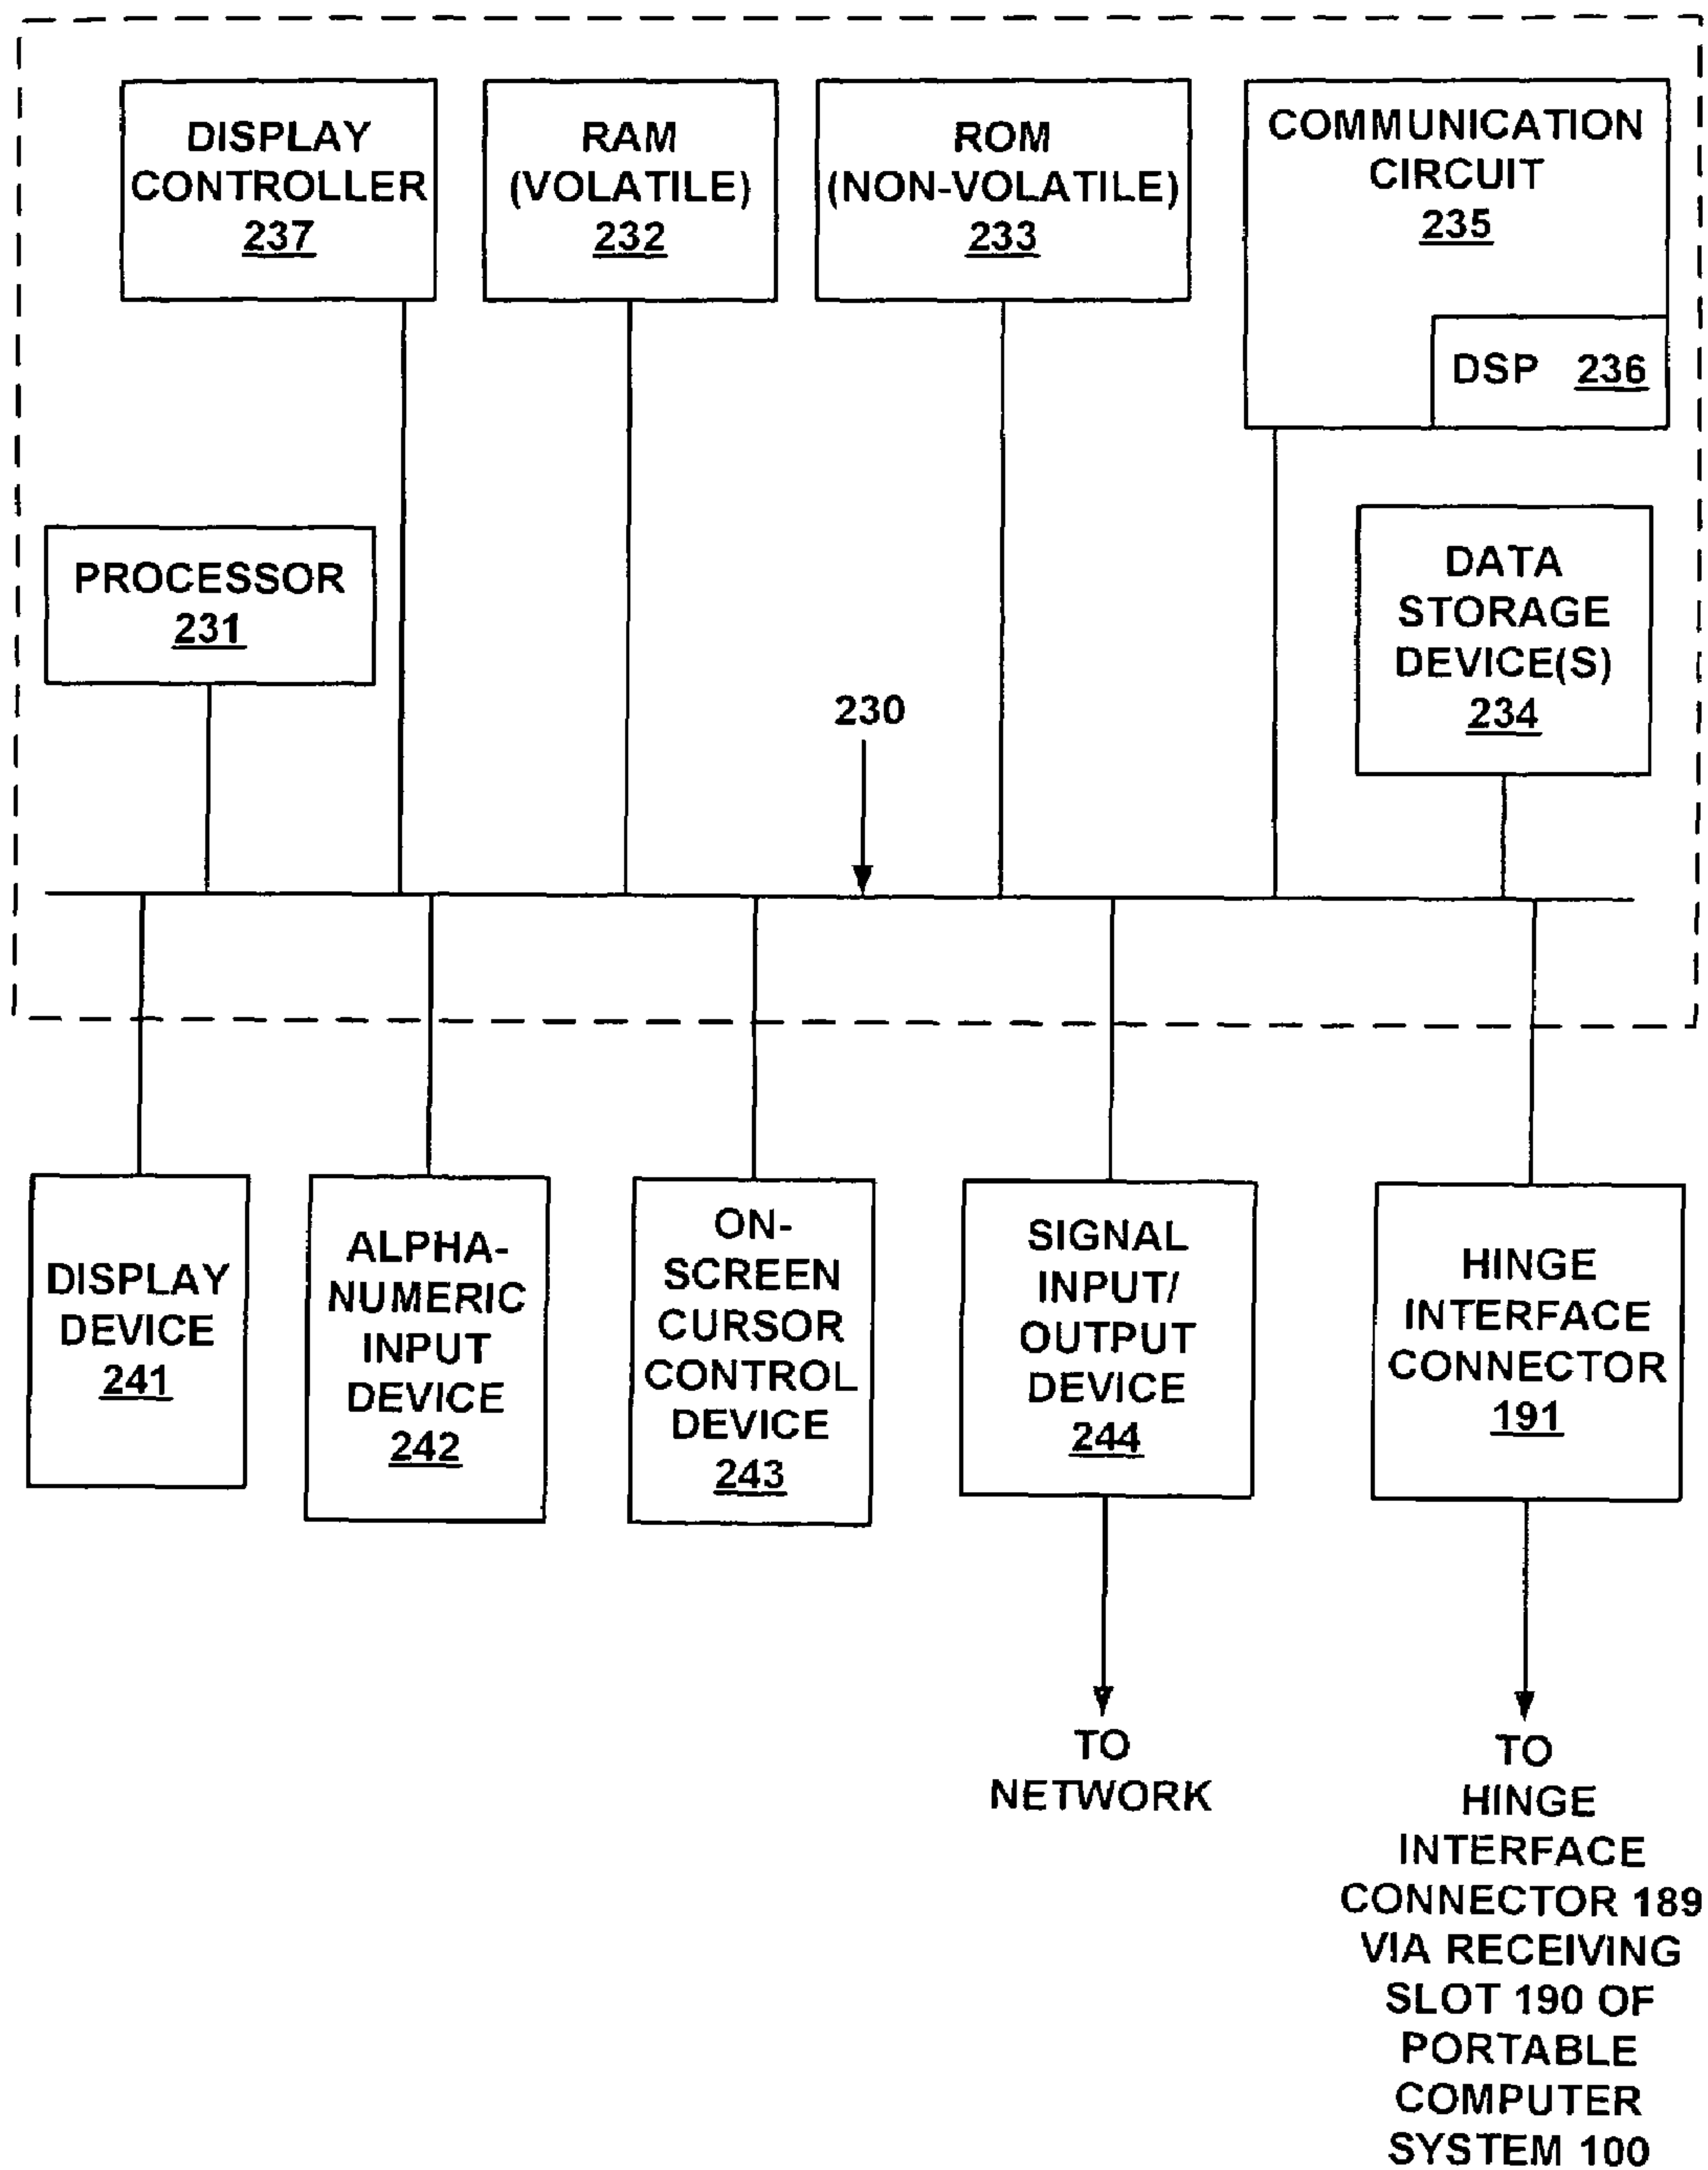 DISPLAY
CONTROLLER
237
RAM
(VOLATILE)
232
ROM
(NON-VOLATILE)
233
COMMUNICATION
CIRCUIT
235
DSP 236
PROCESSOR
231
DATA
STORAGE
DEVICE(S)
234
230
DISPLAY
DEVICE
241
ALPHA-
NUMERIC
INPUT
DEVICE
242
ON-
SCREEN
CURSOR
CONTROL
DEVICE
243
SIGNAL
INPUT/
OUTPUT
DEVICE
244
HINGE
INTERFACE
CONNECTOR
191
TO
NETWORK
TO
HINGE
INTERFACE
CONNECTOR 189
VIA RECEIVING
SLOT 190 OF
PORTABLE
COMPUTER
SYSTEM 100